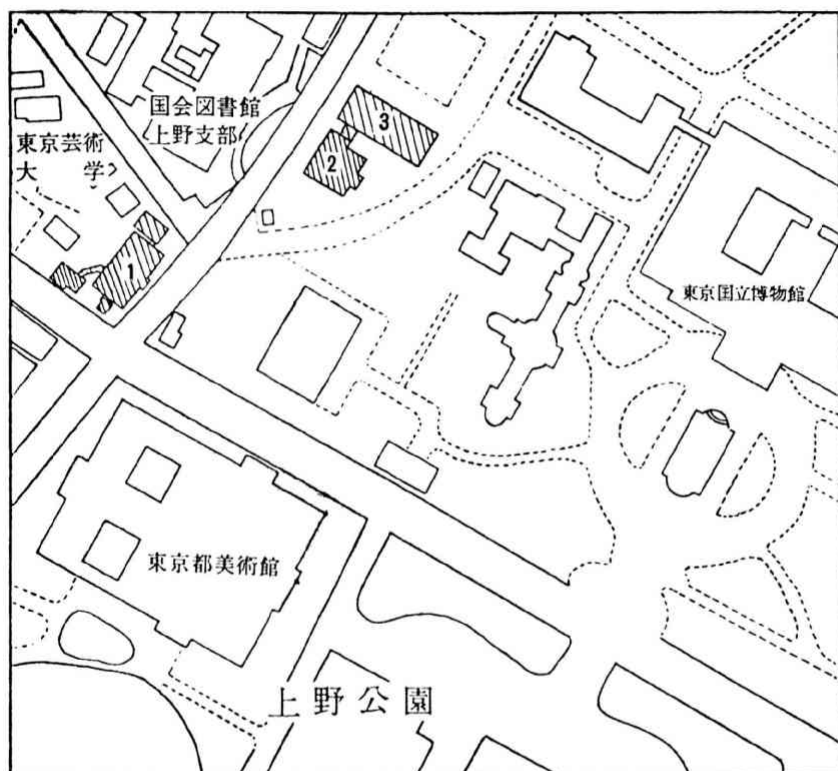 国会図書館
上野支部
東京芸術
大学
1
2
3
東京国立博物館
東京都美術館
上野公園